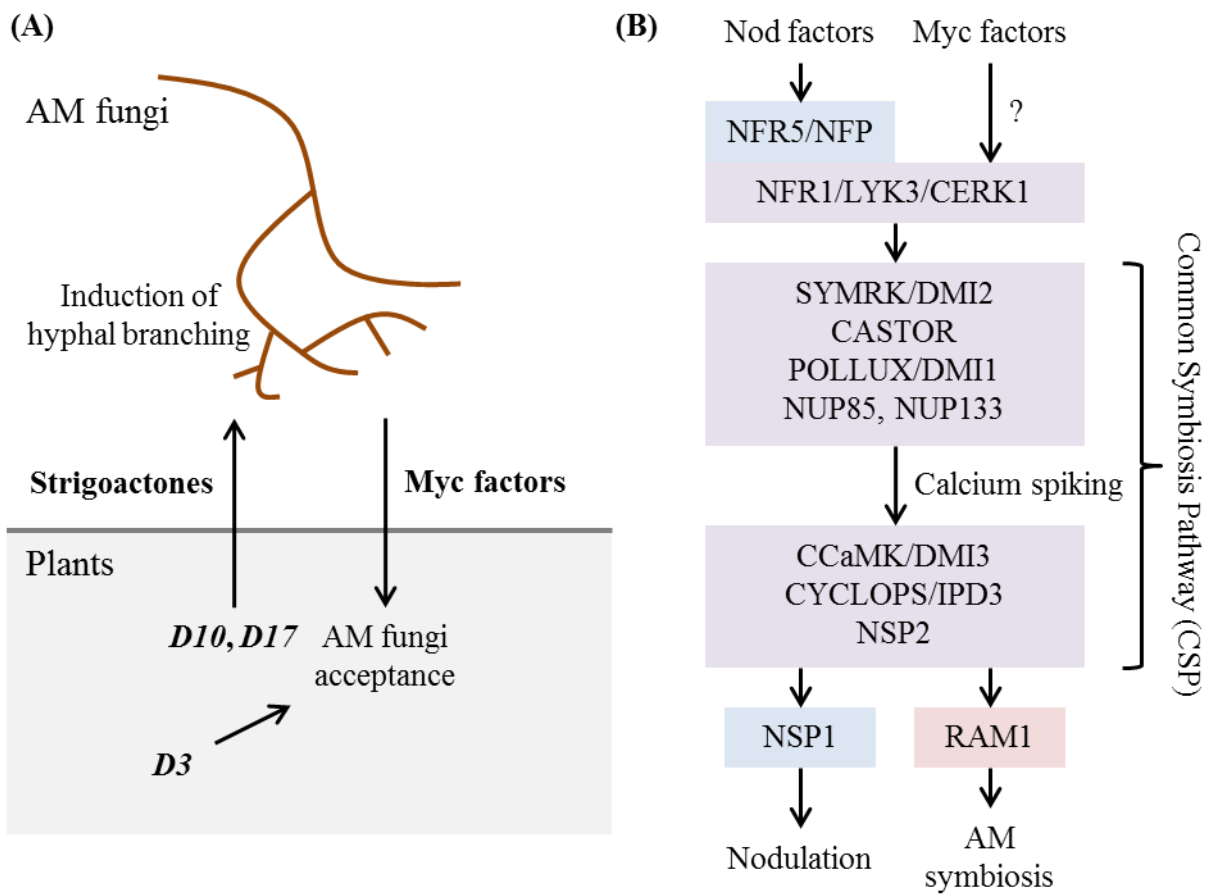 (A)
AM fungi
Induction of
hyphal branching
Strigoactones
Myc factors
Plants
D10, D17
AM fungi
acceptance
D3
(B)
Nod factors
Myc factors
?
NFR5/NFP
NFR1/LYK3/CERK1
SYMRK/DMI2
CASTOR
POLLUX/DMI1
NUP85, NUP133
Calcium spiking
CCaMK/DMI3
CYCLOPS/IPD3
NSP2
Common Symbiosis Pathway (CSP)
NSP1
RAM1
Nodulation
AM
symbiosis